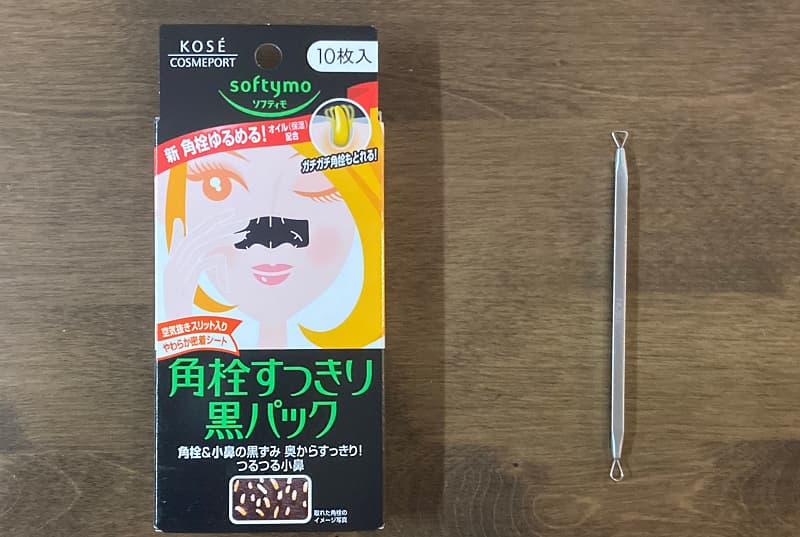 KOSÉ
COSMEPORT
10枚入
softymo
ソフティモ
新 角栓ゆるめる!
オイル(保湿)
配合
ガチガチ角栓もとれる!
空気抜きスリット入り
やわらか密着シート
角栓すっきり
黒パック
角栓&小鼻の黒ずみ 奥からすっきり!
つるつる小鼻
取れた角栓の
イメージ写真